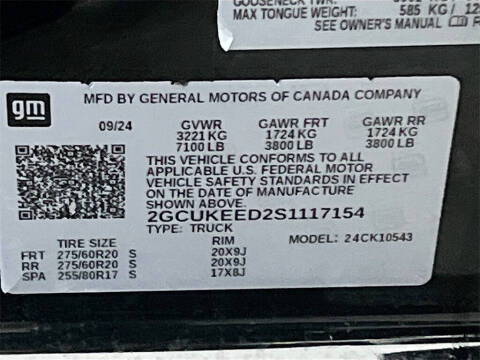 MAX TONGUE WEIGHT: 585 KG / 12
SEE OWNER'S MANUAL
gm
MFD BY GENERAL MOTORS OF CANADA COMPANY
09/24 GVWR GAWR FRT GAWR RR
3221 KG 1724 KG 1724 KG
7100 LB 3800 LB 3800 LB
THIS VEHICLE CONFORMS TO ALL
APPLICABLE U.S. FEDERAL MOTOR
VEHICLE SAFETY STANDARDS IN EFFECT
ON THE DATE OF MANUFACTURE
SHOWN ABOVE.
2GCUKEED2S1117154
TYPE: TRUCK MODEL: 24CK10543
TIRE SIZE RIM
FRT 275/60R20 S 20X9J
RR 275/60R20 S 20X9J
SPA 255/80R17 S 17X8J